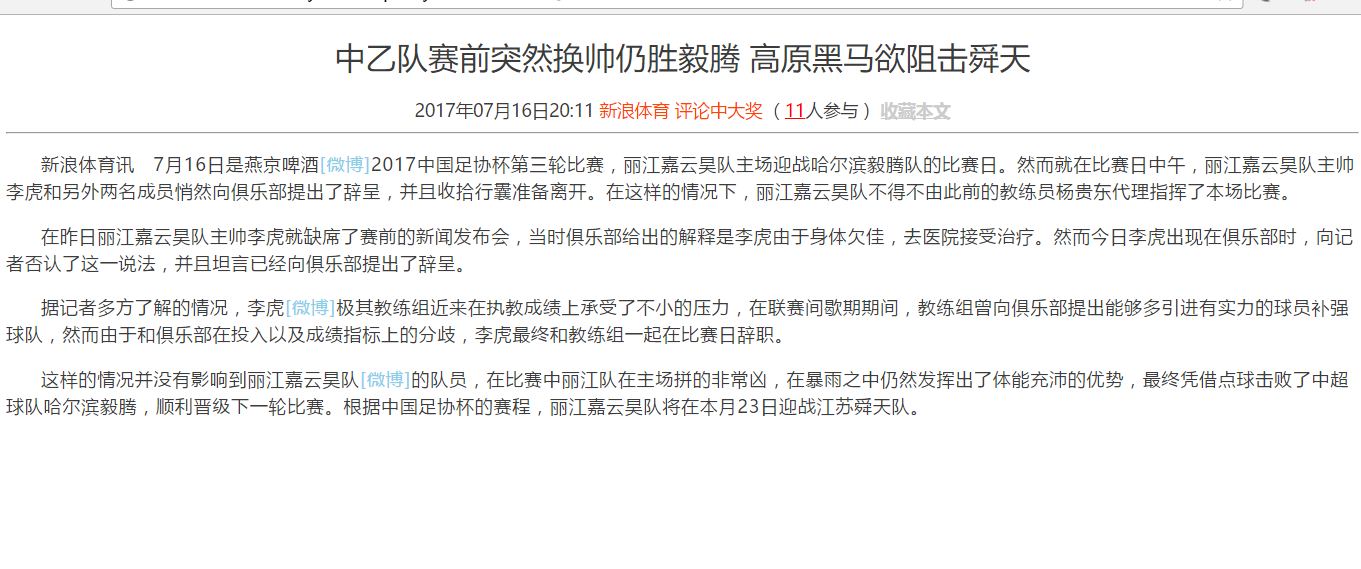 中乙队赛前突然换帅仍胜毅腾 高原黑马欲阻击舜天
2017年07月16日20:11 新浪体育 评论中大奖 （11人参与） 收藏本文
新浪体育讯　7月16日是燕京啤酒[微博]2017中国足协杯第三轮比赛，丽江嘉云昊队主场迎战哈尔滨毅腾队的比赛日。然而就在比赛日中午，丽江嘉云昊队主帅
李虎和另外两名成员悄然向俱乐部提出了辞呈，并且收拾行囊准备离开。在这样的情况下，丽江嘉云昊队不得不由此前的教练员杨贵东代理指挥了本场比赛。
在昨日丽江嘉云昊队主帅李虎就缺席了赛前的新闻发布会，当时俱乐部给出的解释是李虎由于身体欠佳，去医院接受治疗。然而今日李虎出现在俱乐部时，向记
者否认了这一说法，并且坦言已经向俱乐部提出了辞呈。
据记者多方了解的情况，李虎[微博]极其教练组近来在执教成绩上承受了不小的压力，在联赛间歇期期间，教练组曾向俱乐部提出能够多引进有实力的球员补强
球队，然而由于和俱乐部在投入以及成绩指标上的分歧，李虎最终和教练组一起在比赛日辞职。
这样的情况并没有影响到丽江嘉云昊队[微博]的队员，在比赛中丽江队在主场拼的非常凶，在暴雨之中仍然发挥出了体能充沛的优势，最终凭借点球击败了中超
球队哈尔滨毅腾，顺利晋级下一轮比赛。根据中国足协杯的赛程，丽江嘉云昊队将在本月23日迎战江苏舜天队。